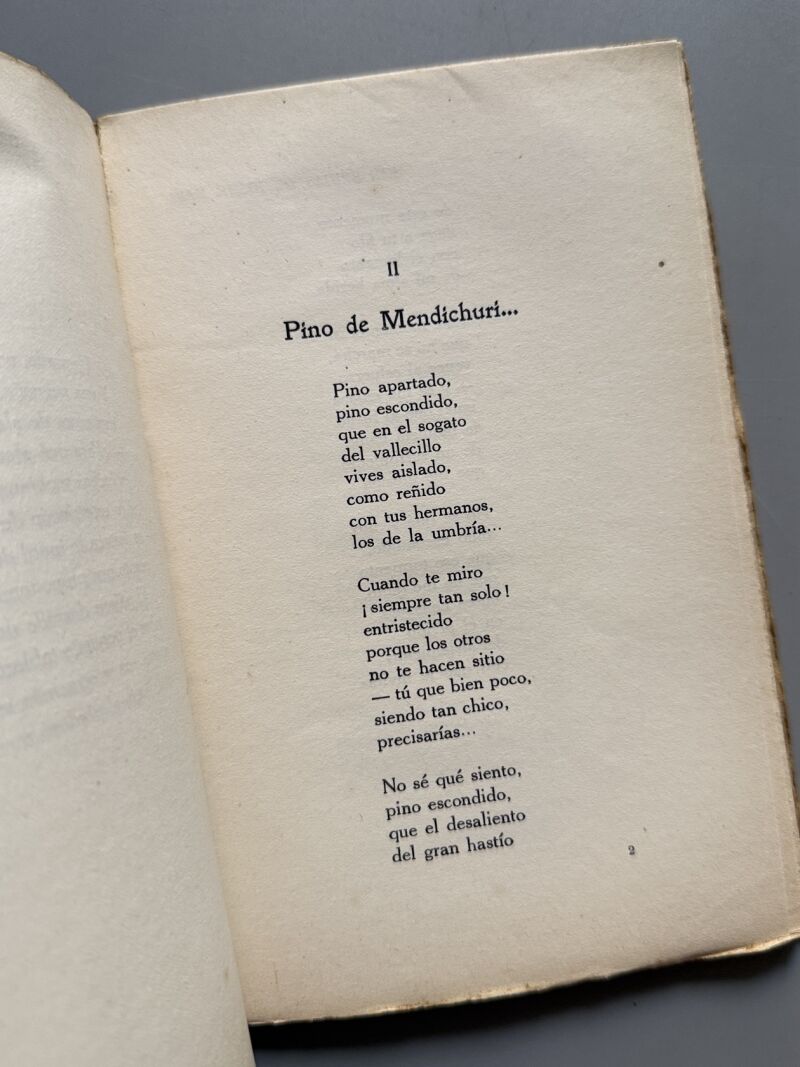 II
Pino de Mendichuri...
Pino apartado,
pino escondido,
que en el sogato
del vallecillo
vives aislado,
como reñido
con tus hermanos,
los de la umbría...
Cuando te miro
¡siempre tan solo!
entristecido
porque los otros
no te hacen sitio
— tú que bien poco,
siendo tan chico,
precisarías...
No sé qué siento,
pino escondido,
que el desaliento
del gran hastío
2